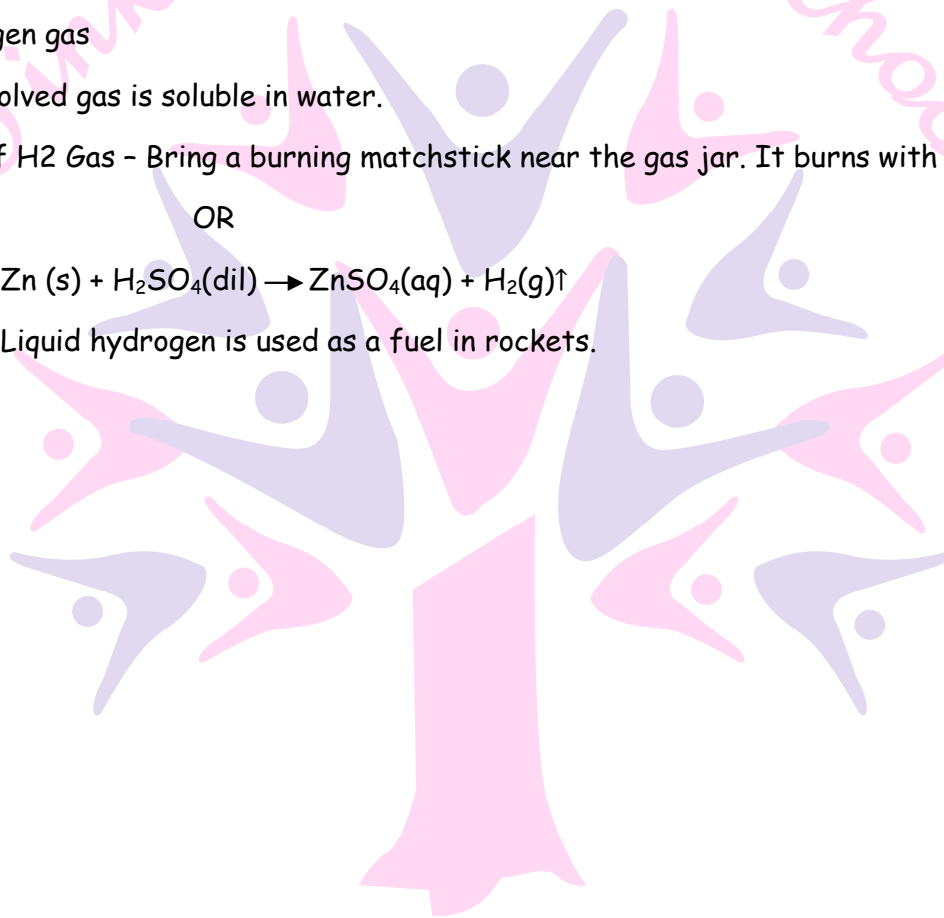 gen gas
olved gas is soluble in water.
f H2 Gas – Bring a burning matchstick near the gas jar. It burns with
OR
Zn (s) + H₂SO₄(dil) → ZnSO₄(aq) + H₂(g)↑
Liquid hydrogen is used as a fuel in rockets.